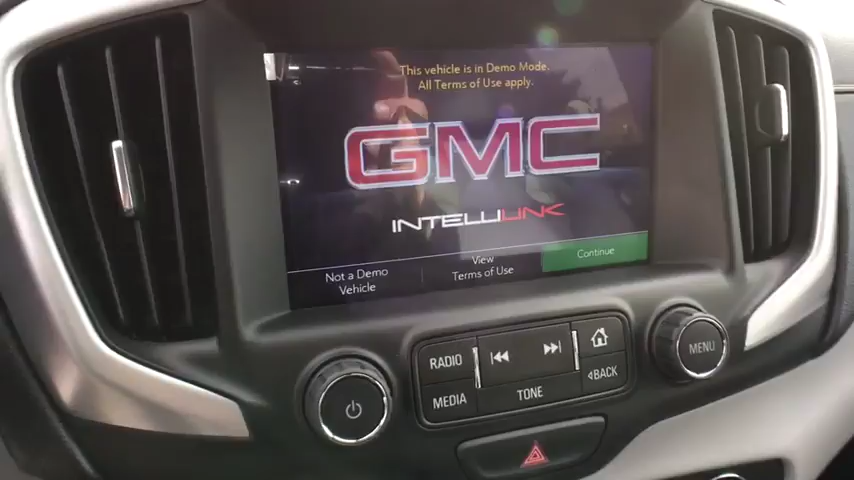 This vehicle is in Demo Mode.
All Terms of Use apply.
GMC
INTELLILINK
Not a Demo
Vehicle
View
Terms of Use
Continue
RADIO
MEDIA
TONE
BACK
MENU